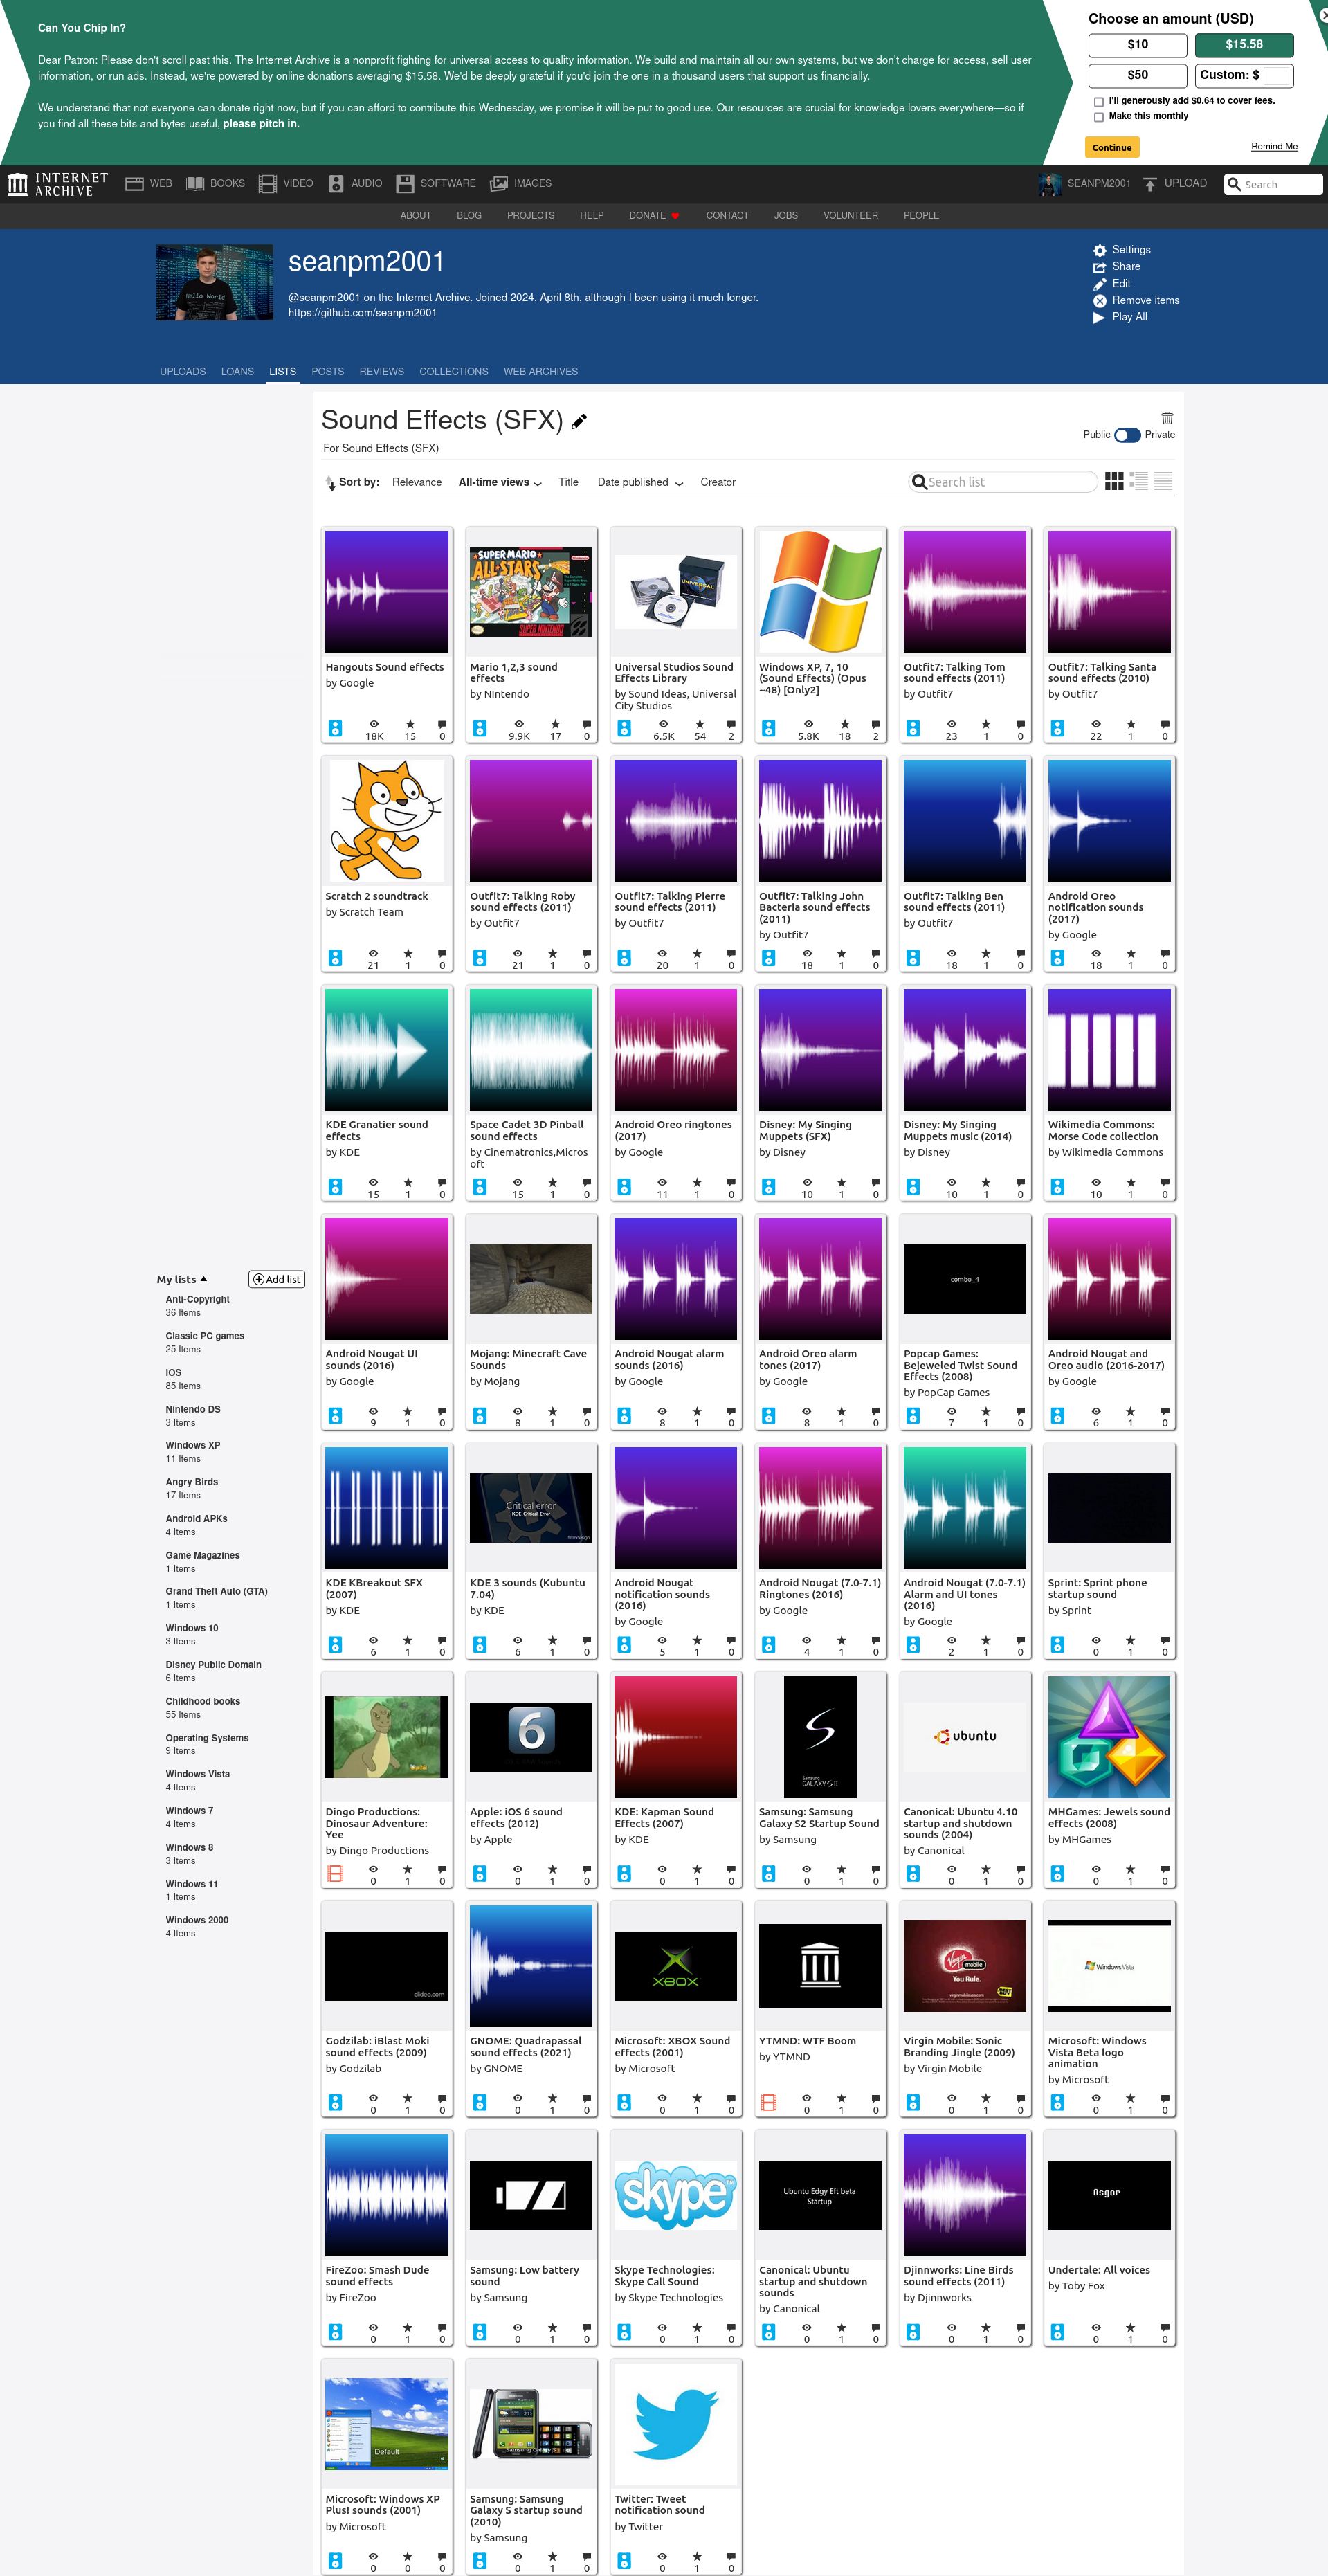 Can You Chip In?
Dear Patron: Please don't scroll past this. The Internet Archive is a nonprofit fighting for universal access to quality information. We build and maintain all our own systems, but we don't charge for access, sell user
information, or run ads. Instead, we're powered by online donations averaging $15.58. We'd be deeply grateful if you'd join the one in a thousand users that support us financially.
We understand that not everyone can donate right now, but if you can afford to contribute this Wednesday, we promise it will be put to good use. Our resources are crucial for knowledge lovers everywhere—so if
you find all these bits and bytes useful, please pitch in.
Choose an amount (USD)
$10
$15.58
$50
Custom: $
I'll generously add $0.64 to cover fees.
Make this monthly
Continue
Remind Me
INTERNET
ARCHIVE
WEB BOOKS VIDEO AUDIO SOFTWARE IMAGES
SEANPM2001 UPLOAD Search
ABOUT BLOG PROJECTS HELP DONATE CONTACT JOBS VOLUNTEER PEOPLE
seanpm2001
@seanpm2001 on the Internet Archive. Joined 2024, April 8th, although I been using it much longer.
https://github.com/seanpm2001
Settings
Share
Edit
Remove items
Play All
UPLOADS LOANS LISTS POSTS REVIEWS COLLECTIONS WEB ARCHIVES
Sound Effects (SFX)
For Sound Effects (SFX)
Public Private
Sort by: Relevance All-time views Title Date published Creator
Search list
My lists
Add list
Anti-Copyright
36 Items
Classic PC games
25 Items
iOS
85 Items
Nintendo DS
3 Items
Windows XP
11 Items
Angry Birds
17 Items
Android APKs
4 Items
Game Magazines
1 Items
Grand Theft Auto (GTA)
1 Items
Windows 10
3 Items
Disney Public Domain
6 Items
Childhood books
55 Items
Operating Systems
9 Items
Windows Vista
4 Items
Windows 7
4 Items
Windows 8
3 Items
Windows 11
1 Items
Windows 2000
4 Items
Hangouts Sound effects
by Google
18K 15 0
SUPER MARIO
ALL-STARS
SUPER NINTENDO
Mario 1,2,3 sound
effects
by NIntendo
9.9K 17 0
UNIVERSAL
Universal Studios Sound
Effects Library
by Sound Ideas, Universal
City Studios
6.5K 54 2
Windows XP, 7, 10
(Sound Effects) (Opus
~48) [Only2]
5.8K 18 2
Outfit7: Talking Tom
sound effects (2011)
by Outfit7
23 1 0
Outfit7: Talking Santa
sound effects (2010)
by Outfit7
22 1 0
Scratch 2 soundtrack
by Scratch Team
21 1 0
Outfit7: Talking Roby
sound effects (2011)
by Outfit7
21 1 0
Outfit7: Talking Pierre
sound effects (2011)
by Outfit7
20 1 0
Outfit7: Talking John
Bacteria sound effects
(2011)
by Outfit7
18 1 0
Outfit7: Talking Ben
sound effects (2011)
by Outfit7
18 1 0
Android Oreo
notification sounds
(2017)
by Google
18 1 0
KDE Granatier sound
effects
by KDE
15 1 0
Space Cadet 3D Pinball
sound effects
by Cinematronics,Micros
oft
15 1 0
Android Oreo ringtones
(2017)
by Google
11 1 0
Disney: My Singing
Muppets (SFX)
by Disney
10 1 0
Disney: My Singing
Muppets music (2014)
by Disney
10 1 0
Wikimedia Commons:
Morse Code collection
by Wikimedia Commons
10 1 0
Android Nougat UI
sounds (2016)
by Google
9 1 0
Mojang: Minecraft Cave
Sounds
by Mojang
8 1 0
Android Nougat alarm
sounds (2016)
by Google
8 1 0
Android Oreo alarm
tones (2017)
by Google
8 1 0
combo_4
Popcap Games:
Bejeweled Twist Sound
Effects (2008)
by PopCap Games
7 1 0
Android Nougat and
Oreo audio (2016-2017)
by Google
6 1 0
KDE KBreakout SFX
(2007)
by KDE
6 1 0
Critical error
KDE_Critical_Error
KDE 3 sounds (Kubuntu
7.04)
by KDE
6 1 0
Android Nougat
notification sounds
(2016)
by Google
5 1 0
Android Nougat (7.0-7.1)
Ringtones (2016)
by Google
4 1 0
Android Nougat (7.0-7.1)
Alarm and UI tones
(2016)
by Google
2 1 0
Sprint: Sprint phone
startup sound
by Sprint
0 1 0
Dingo Productions:
Dinosaur Adventure:
Yee
by Dingo Productions
0 1 0
6
Apple: iOS 6 sound
effects (2012)
by Apple
0 1 0
KDE: Kapman Sound
Effects (2007)
by KDE
0 1 0
S
Samsung
GALAXY S II
Samsung: Samsung
Galaxy S2 Startup Sound
by Samsung
0 1 0
ubuntu
Canonical: Ubuntu 4.10
startup and shutdown
sounds (2004)
by Canonical
0 1 0
MHGames: Jewels sound
effects (2008)
by MHGames
0 1 0
clideo.com
Godzilab: iBlast Moki
sound effects (2009)
by Godzilab
0 1 0
GNOME: Quadrapassal
sound effects (2021)
by GNOME
0 1 0
XBOX
Microsoft: XBOX Sound
effects (2001)
by Microsoft
0 1 0
YTMND: WTF Boom
by YTMND
0 1 0
Virgin
mobile
You Rule.
Virgin Mobile: Sonic
Branding Jingle (2009)
by Virgin Mobile
0 1 0
Windows Vista
Microsoft: Windows
Vista Beta logo
animation
by Microsoft
0 1 0
FireZoo: Smash Dude
sound effects
by FireZoo
0 1 0
Samsung: Low battery
sound
by Samsung
0 1 0
skype
Skype Technologies:
Skype Call Sound
by Skype Technologies
0 1 0
Ubuntu Edgy Eft beta
Startup
Canonical: Ubuntu
startup and shutdown
sounds
by Canonical
0 1 0
Djinnworks: Line Birds
sound effects (2011)
by Djinnworks
0 1 0
Asgor
Undertale: All voices
by Toby Fox
0 1 0
Default
Microsoft: Windows XP
Plus! sounds (2001)
by Microsoft
0 0 0
Samsung: Samsung
Galaxy S startup sound
(2010)
by Samsung
0 1 0
Twitter: Tweet
notification sound
by Twitter
0 1 0